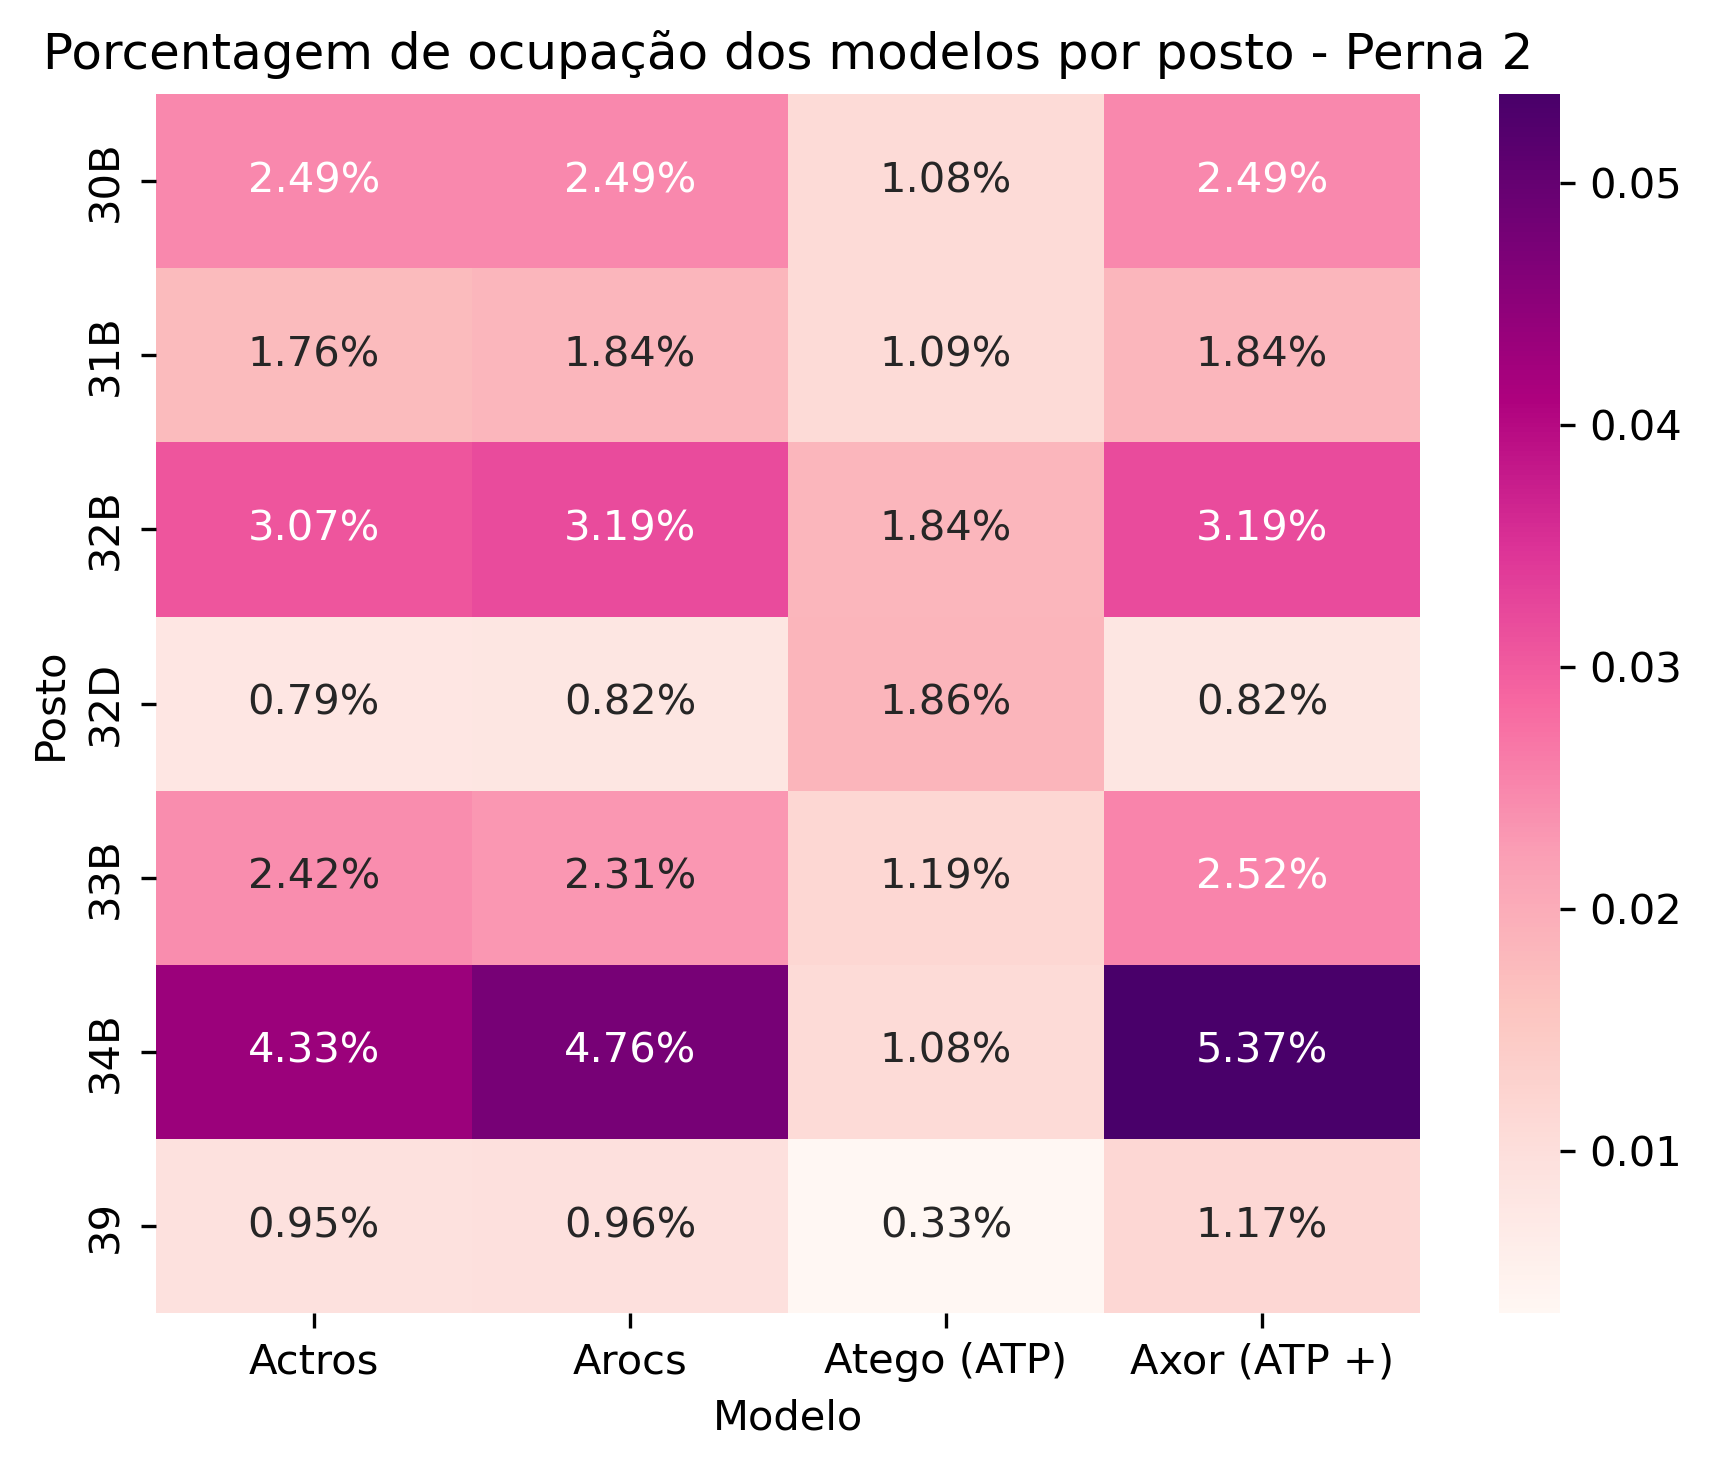 Porcentagem de ocupação dos modelos por posto - Perna 2
Posto
30B 2.49% 2.49% 1.08% 2.49%
31B 1.76% 1.84% 1.09% 1.84%
32B 3.07% 3.19% 1.84% 3.19%
32D 0.79% 0.82% 1.86% 0.82%
33B 2.42% 2.31% 1.19% 2.52%
34B 4.33% 4.76% 1.08% 5.37%
39 0.95% 0.96% 0.33% 1.17%
Actros Arocs Atego (ATP) Axor (ATP +)
Modelo
0.05
0.04
0.03
0.02
0.01